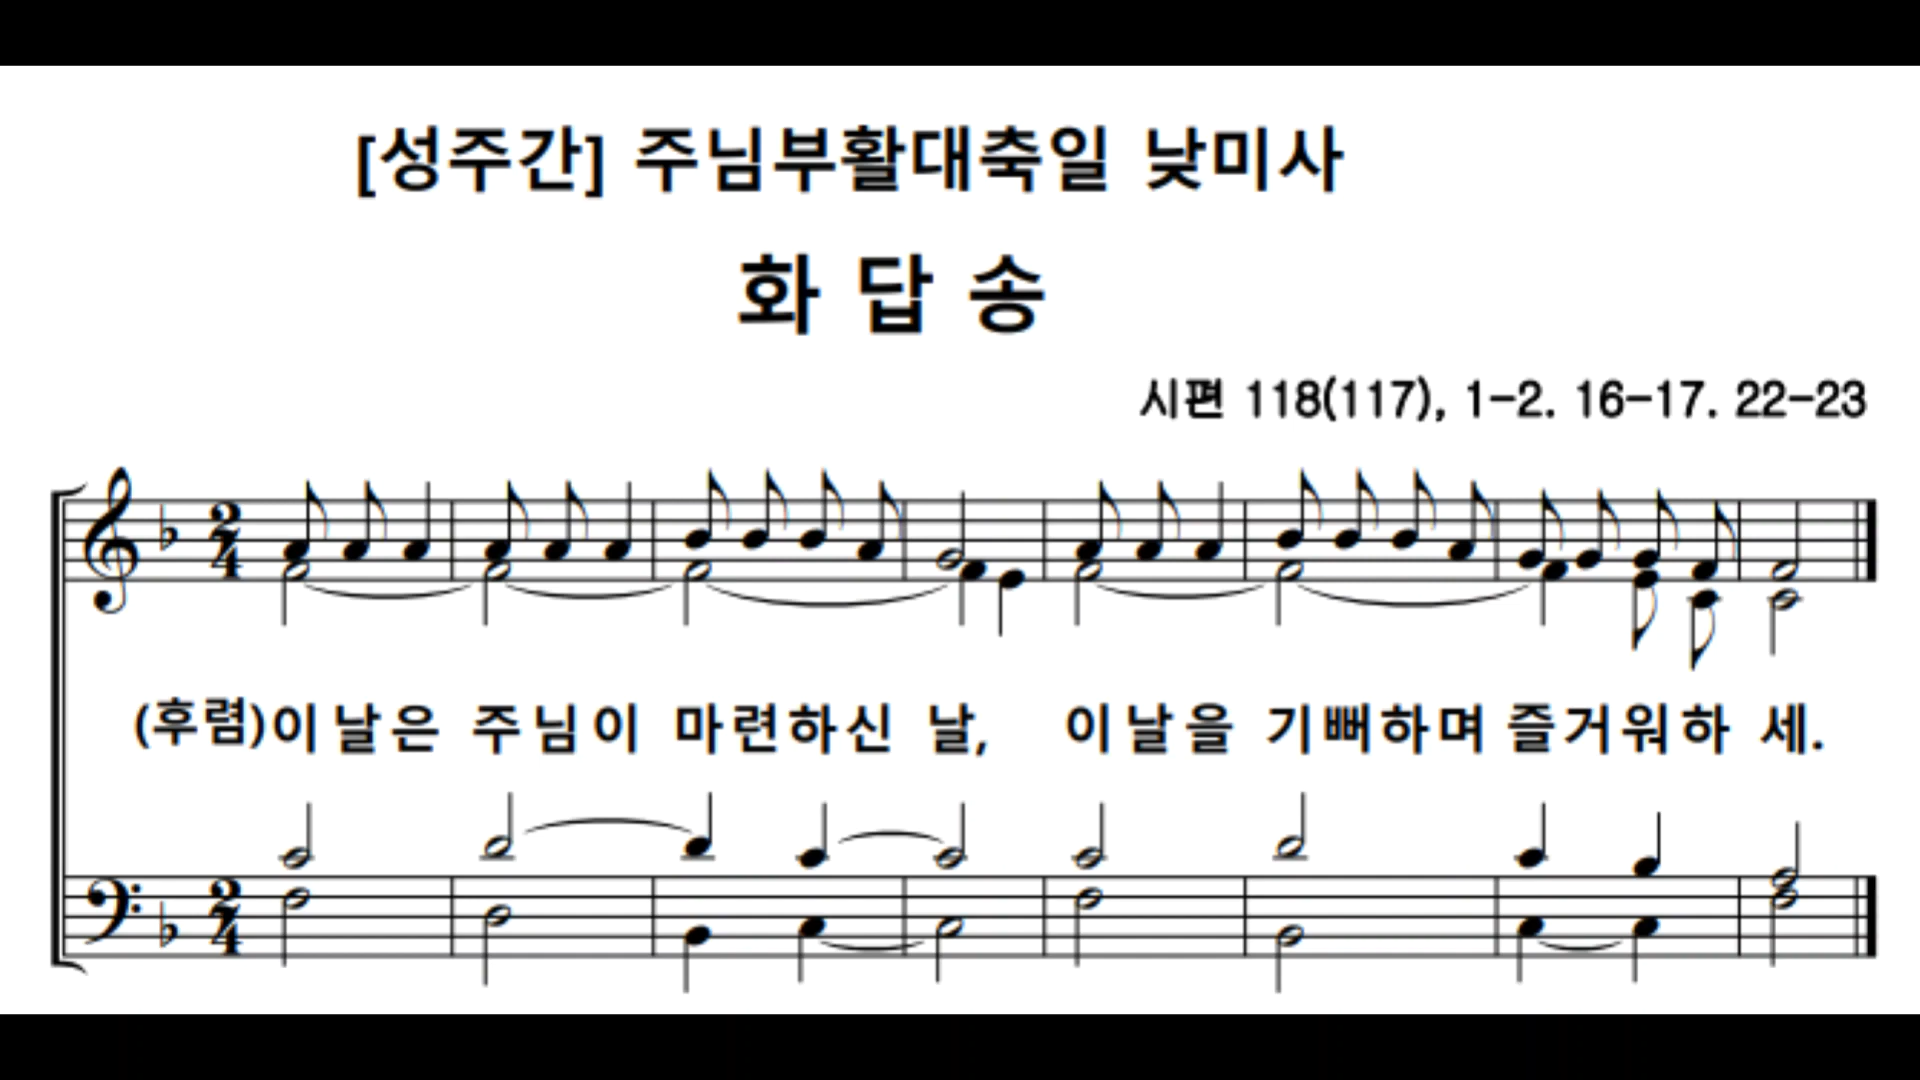 [성주간] 주님부활대축일 낮미사
화 답 송
시편 118(117), 1-2. 16-17. 22-23
(후렴)이날은 주님이 마련하신 날, 이날을 기뻐하며 즐거워하 세.